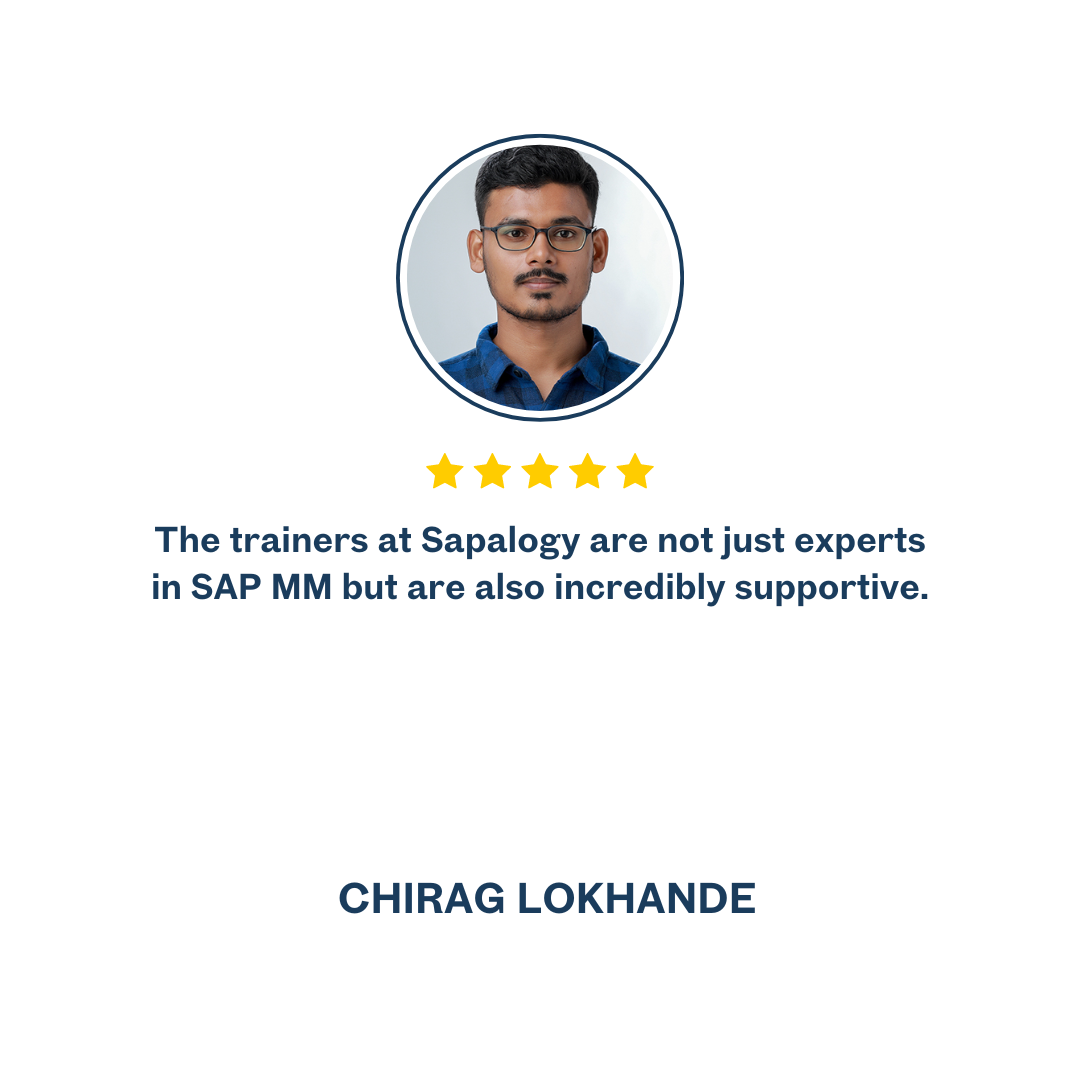 The trainers at Sapalogy are not just experts
in SAP MM but are also incredibly supportive.
CHIRAG LOKHANDE